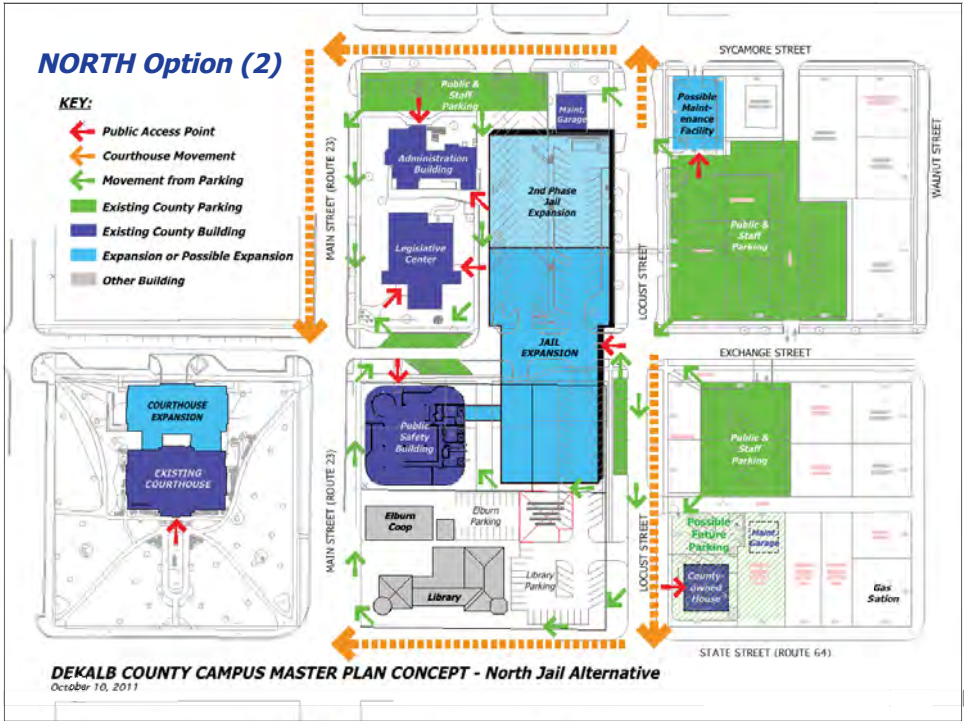 NORTH Option (2)
KEY:
Public Access Point
Courthouse Movement
Movement from Parking
Existing County Parking
Existing County Building
Expansion or Possible Expansion
Other Building
SYCAMORE STREET
Public &
Staff
Parking
Maint.
Garage
Possible
Maint-
enance
Facility
MAIN STREET (ROUTE 23)
Administration
Building
2nd Phase
Jail
Expansion
WALNUT STREET
Legislative
Center
Public &
Staff
Parking
LOCUST STREET
JAIL
EXPANSION
EXCHANGE STREET
COURTHOUSE
EXPANSION
EXISTING
COURTHOUSE
MAIN STREET (ROUTE 23)
Public
Safety
Building
Public &
Staff
Parking
Elburn
Coop
Elburn
Parking
LOCUST STREET
Possible
Future
Parking
Maint.
Garage
Library
Library
Parking
County-
owned
House
Gas
Sation
STATE STREET (ROUTE 64)
DEKALB COUNTY CAMPUS MASTER PLAN CONCEPT - North Jail Alternative
October 10, 2011